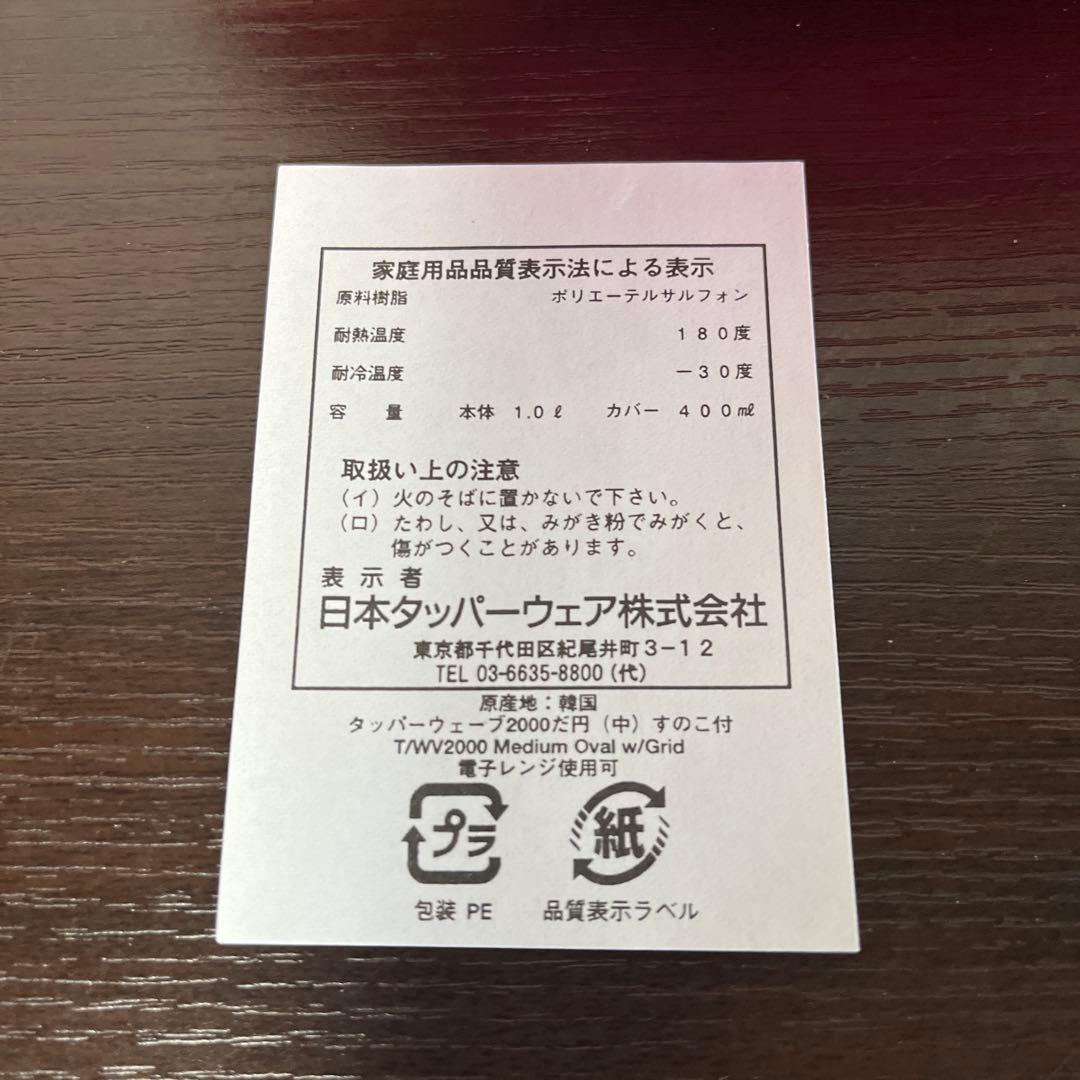 家庭用品品質表示法による表示
原料樹脂 ポリエーテルサルフォン
耐熱温度 180度
耐冷温度 −30度
容 量 本体 1.0ℓ カバー 400㎖
取扱い上の注意
(イ)火のそばに置かないで下さい。
(ロ)たわし、又は、みがき粉でみがくと、
傷がつくことがあります。
表示者
日本タッパーウェア株式会社
東京都千代田区紀尾井町3−12
TEL 03-6635-8800(代)
原産地:韓国
タッパーウェーブ2000だ円(中)すのこ付
T/WV2000 Medium Oval w/Grid
電子レンジ使用可
プラ 紙
包装 PE 品質表示ラベル